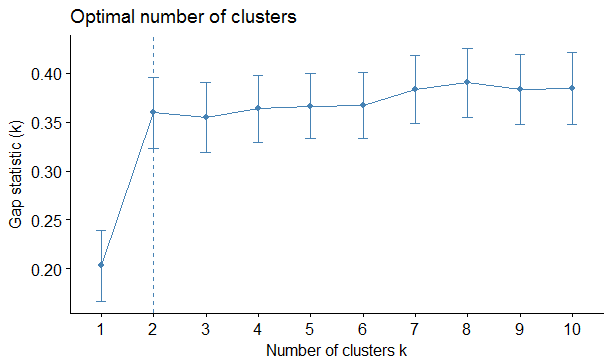 Optimal number of clusters
Gap statistic (k)
0.40
0.35
0.30
0.25
0.20
1 2 3 4 5 6 7 8 9 10
Number of clusters k